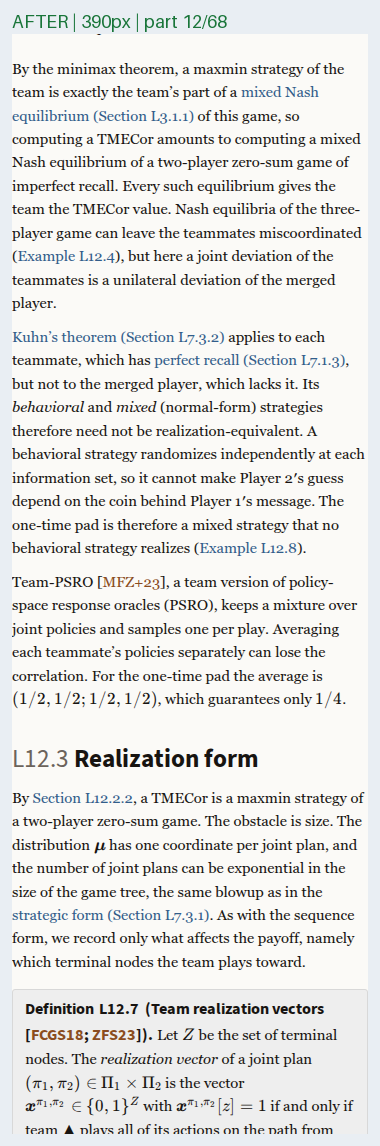 AFTER | 390px | part 12/68
By the minimax theorem, a maxmin strategy of the
team is exactly the team's part of a mixed Nash
equilibrium (Section L3.1.1) of this game, so
computing a TMECor amounts to computing a mixed
Nash equilibrium of a two-player zero-sum game of
imperfect recall. Every such equilibrium gives the
team the TMECor value. Nash equilibria of the three-
player game can leave the teammates miscoordinated
(Example L12.4), but here a joint deviation of the
teammates is a unilateral deviation of the merged
player.
Kuhn's theorem (Section L7.3.2) applies to each
teammate, which has perfect recall (Section L7.1.3),
but not to the merged player, which lacks it. Its
behavioral and mixed (normal-form) strategies
therefore need not be realization-equivalent. A
behavioral strategy randomizes independently at each
information set, so it cannot make Player 2′s guess
depend on the coin behind Player 1′s message. The
one-time pad is therefore a mixed strategy that no
behavioral strategy realizes (Example L12.8).
Team-PSRO [MFZ+23], a team version of policy-
space response oracles (PSRO), keeps a mixture over
joint policies and samples one per play. Averaging
each teammate's policies separately can lose the
correlation. For the one-time pad the average is
(1/2, 1/2; 1/2, 1/2), which guarantees only 1/4.
L12.3 Realization form
By Section L12.2.2, a TMECor is a maxmin strategy of
a two-player zero-sum game. The obstacle is size. The
distribution μ has one coordinate per joint plan, and
the number of joint plans can be exponential in the
size of the game tree, the same blowup as in the
strategic form (Section L7.3.1). As with the sequence
form, we record only what affects the payoff, namely
which terminal nodes the team plays toward.
Definition L12.7 (Team realization vectors
[FCGS18; ZFS23]). Let Z be the set of terminal
nodes. The realization vector of a joint plan
(π₁, π₂) ∈ Π₁ × Π₂ is the vector
x^{π₁,π₂} ∈ {0, 1}^Z with x^{π₁,π₂}[z] = 1 if and only if
team ▲ plays all of its actions on the path from